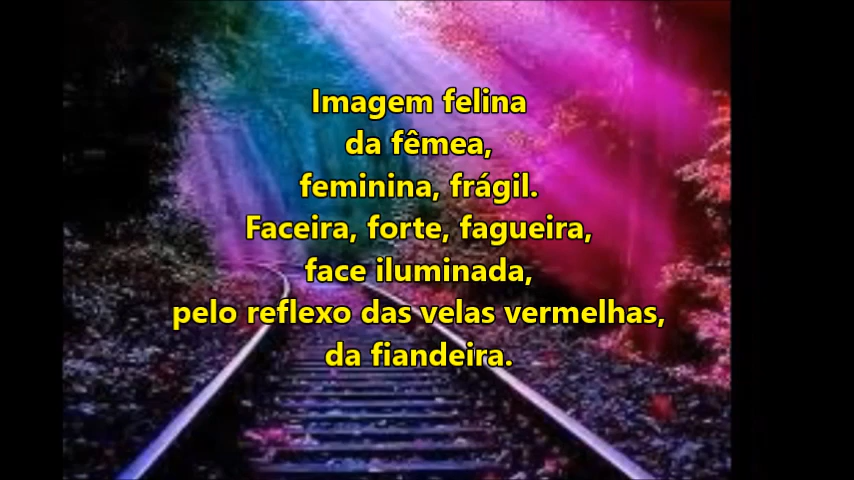 Imagem felina
da fêmea,
feminina, frágil.
Faceira, forte, fagueira,
face iluminada,
pelo reflexo das velas vermelhas,
da fiandeira.